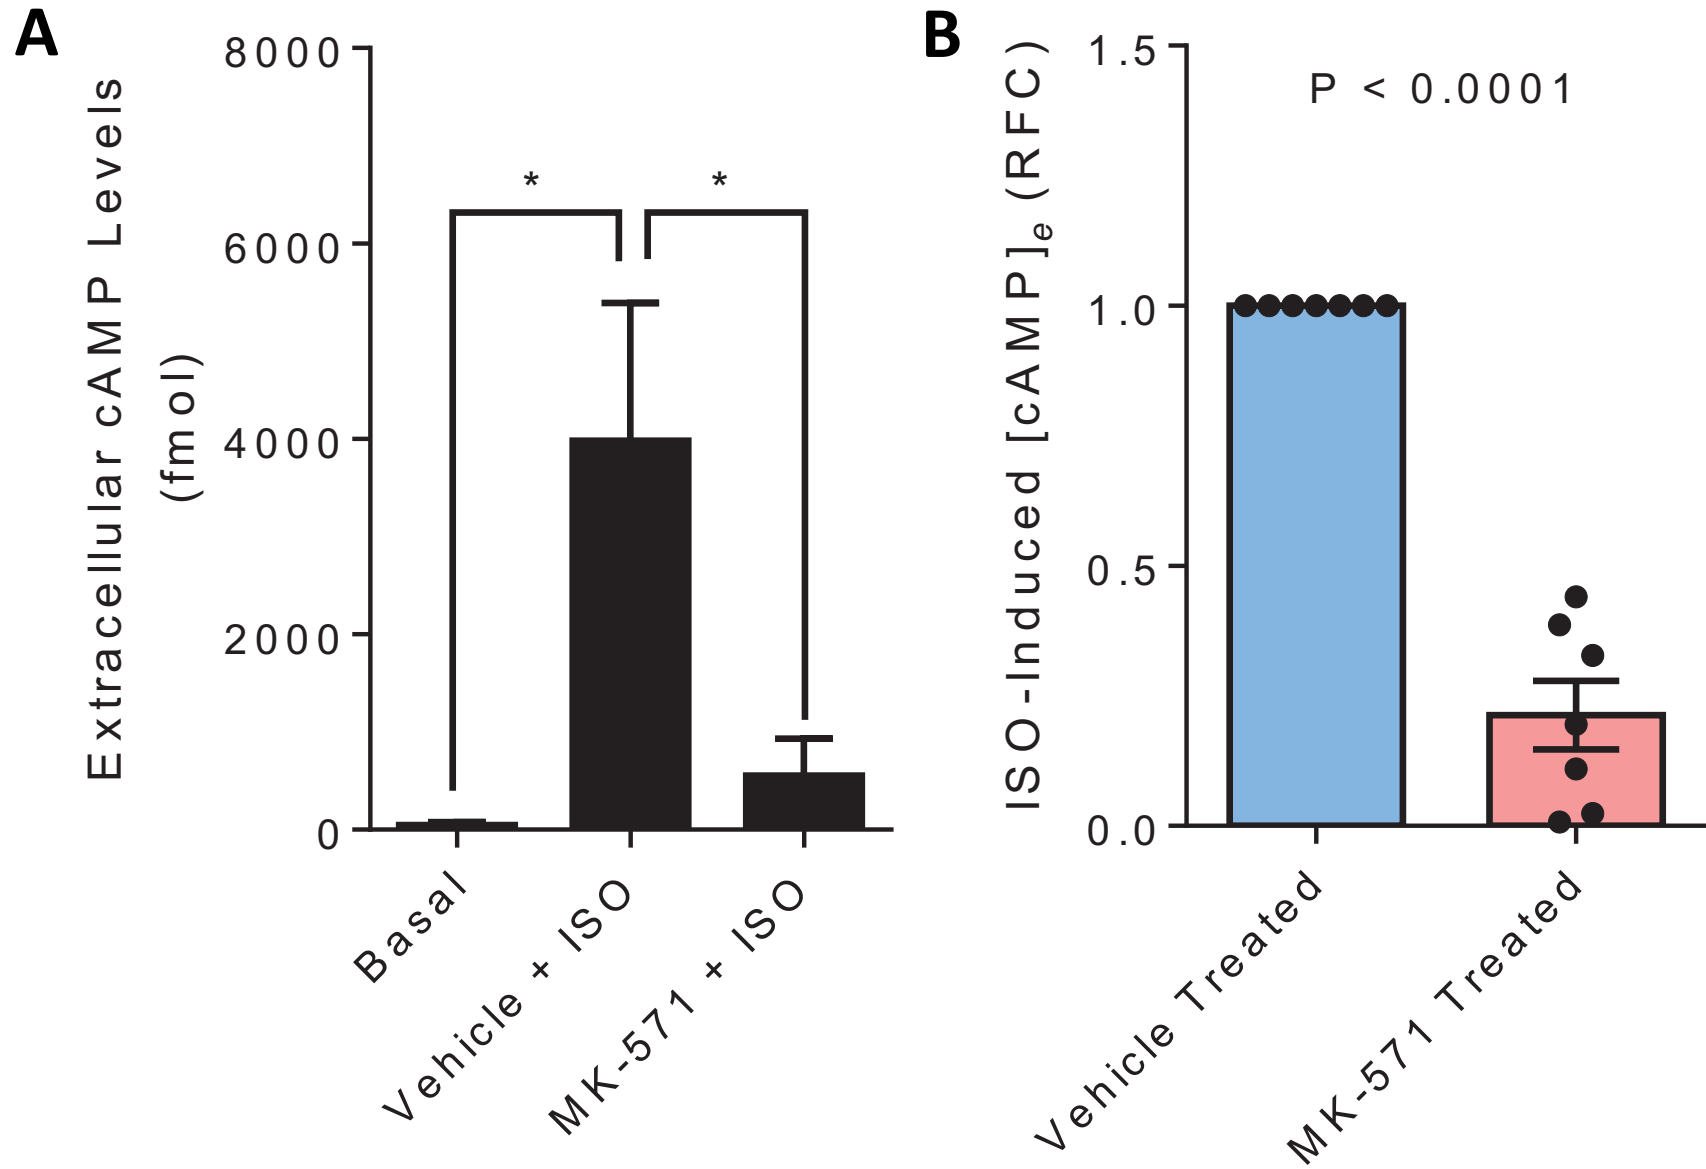 A
Extracellular cAMP Levels
(fmol)
8000
6000
4000
2000
0
*
*
Basal
Vehicle + ISO
MK-571 + ISO
B
ISO-Induced [cAMP]e (RFC)
1.5
1.0
0.5
0.0
P < 0.0001
Vehicle Treated
MK-571 Treated